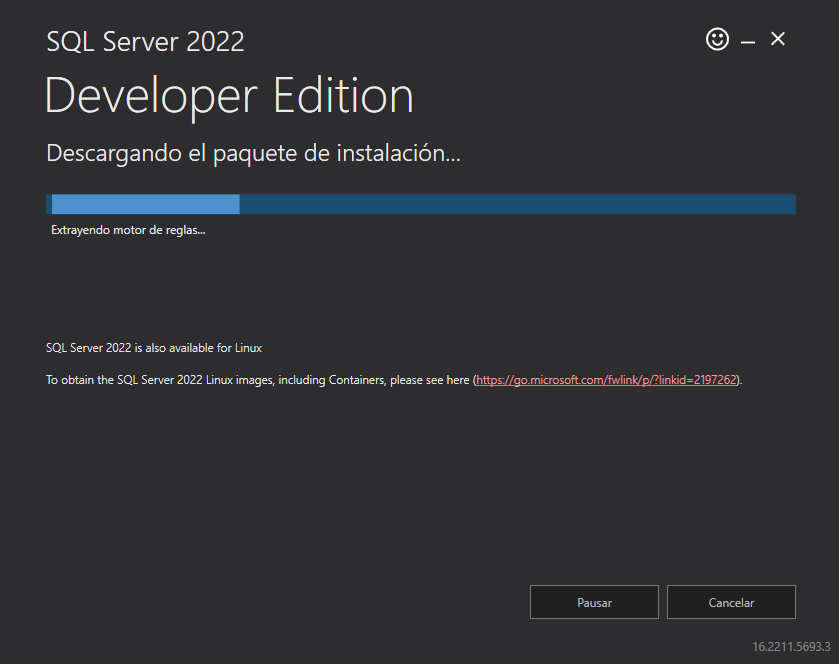 SQL Server 2022
Developer Edition
Descargando el paquete de instalación...
Extrayendo motor de reglas...
SQL Server 2022 is also available for Linux
To obtain the SQL Server 2022 Linux images, including Containers, please see here (https://go.microsoft.com/fwlink/p/?linkid=2197262).
Pausar
Cancelar
16.2211.5693.3